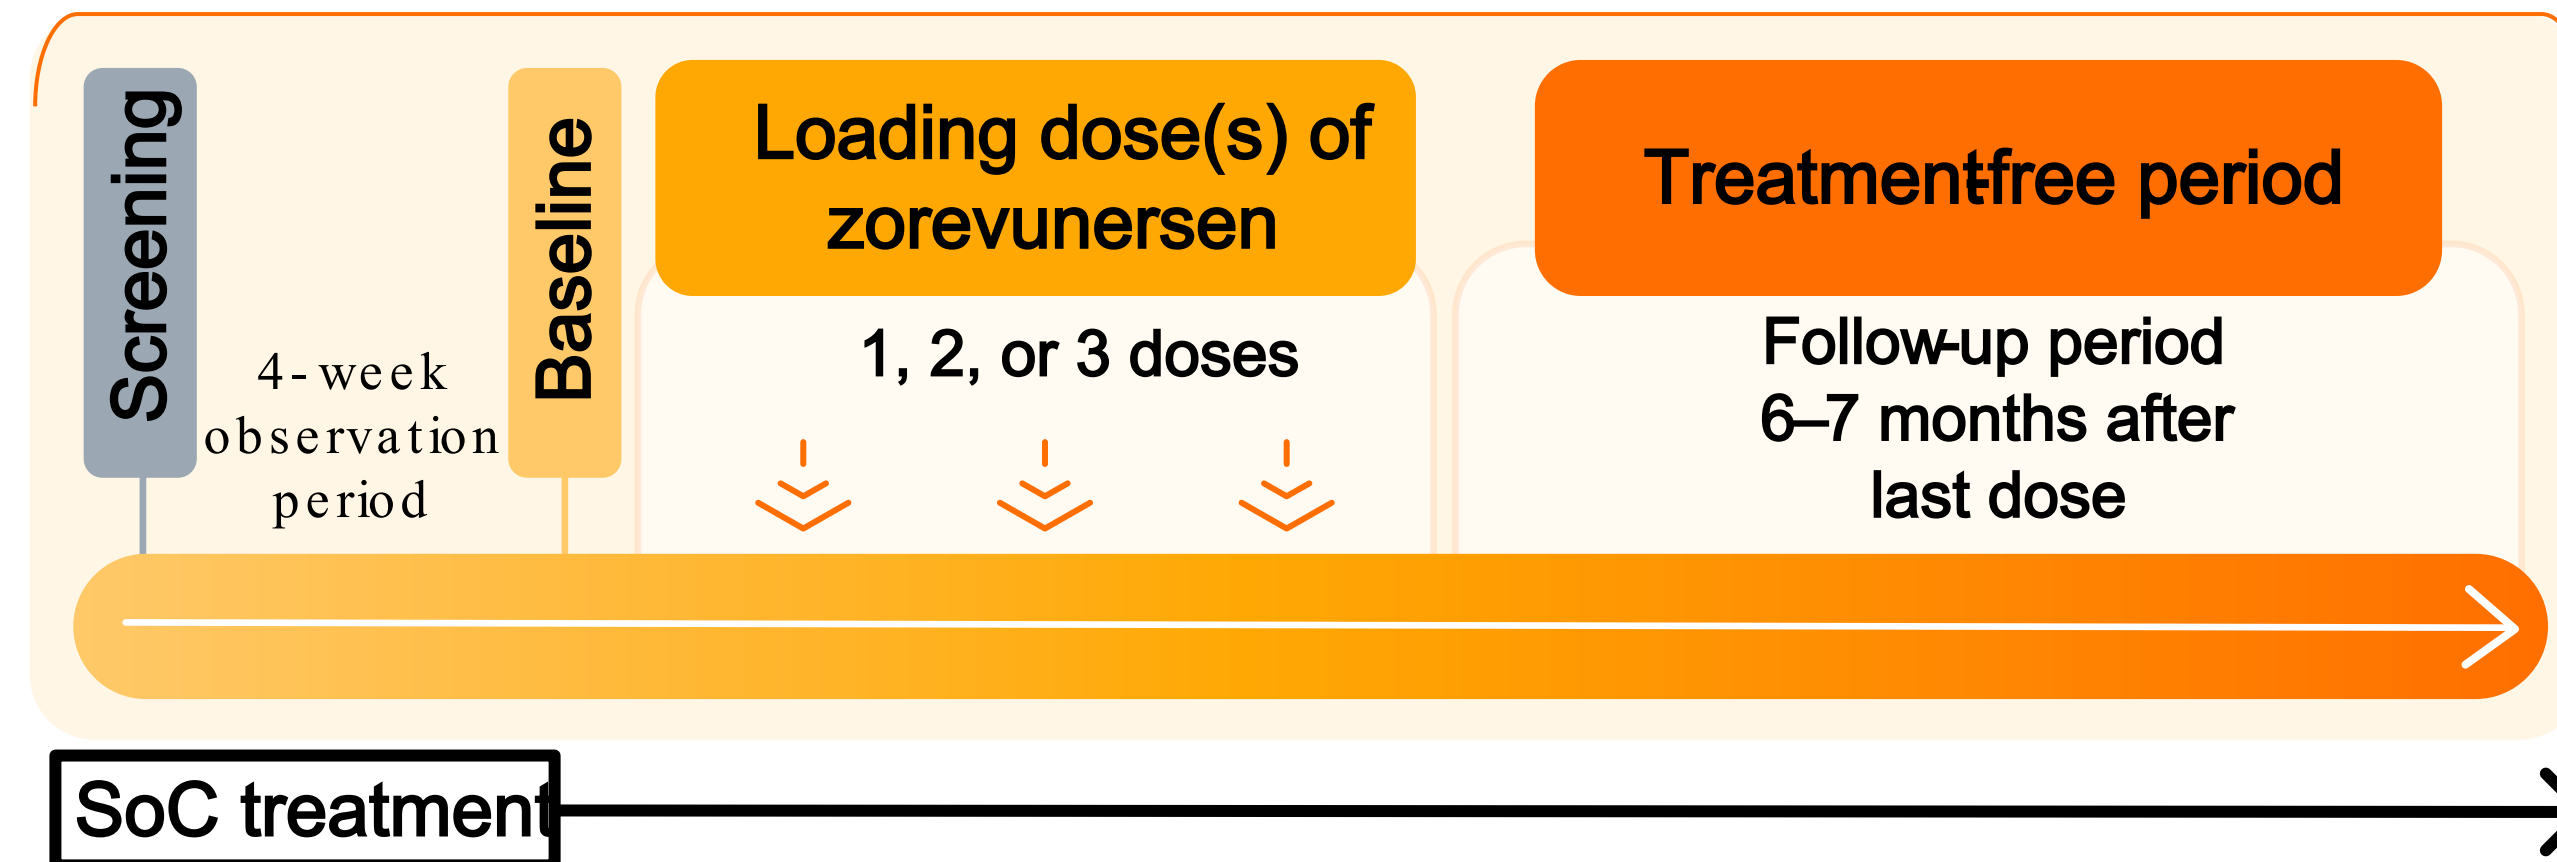 Screening
4-week
observation
period
Baseline
Loading dose(s) of
zorevunersen
1, 2, or 3 doses
Treatment-free period
Follow-up period
6–7 months after
last dose
SoC treatment